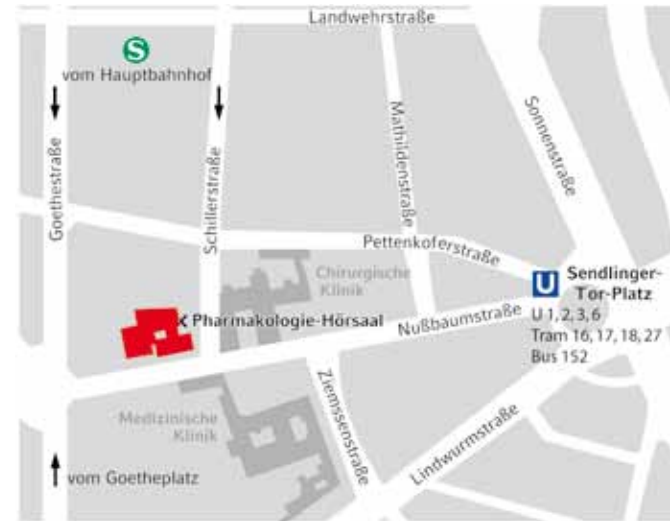 Landwehrstraße
S
vom Hauptbahnhof
Goethestraße
Schillerstraße
Mathildenstraße
Sonnenstraße
Pettenkoferstraße
Chirurgische
Klinik
U
Sendlinger-
Tor-Platz
U 1, 2, 3, 6
Tram 16, 17, 18, 27
Bus 152
Pharmakologie-Hörsaal
Nußbaumstraße
Ziemssenstraße
Medizinische
Klinik
Lindwurmstraße
vom Goetheplatz